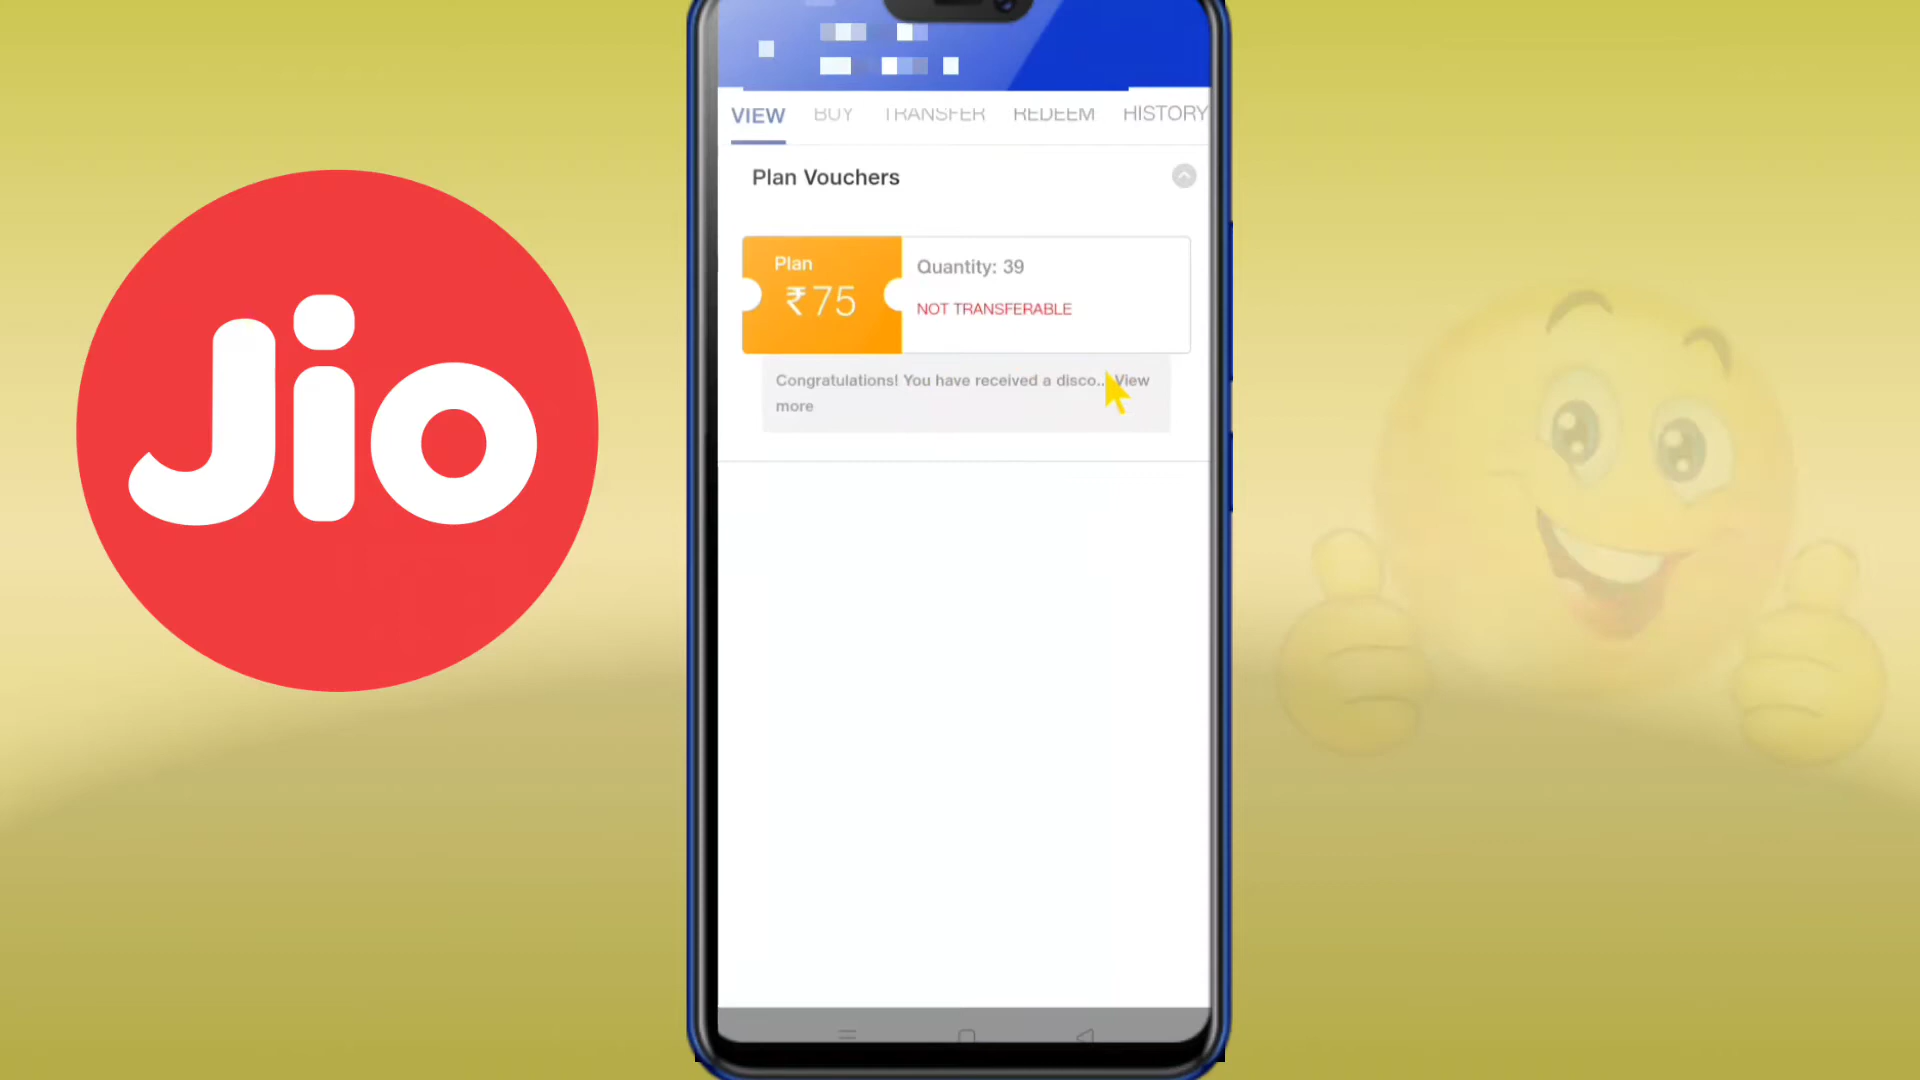 Jio
VIEW BUY TRANSFER REDEEM HISTORY
Plan Vouchers
Plan
₹75
Quantity: 39
NOT TRANSFERABLE
Congratulations! You have received a disco... View
more